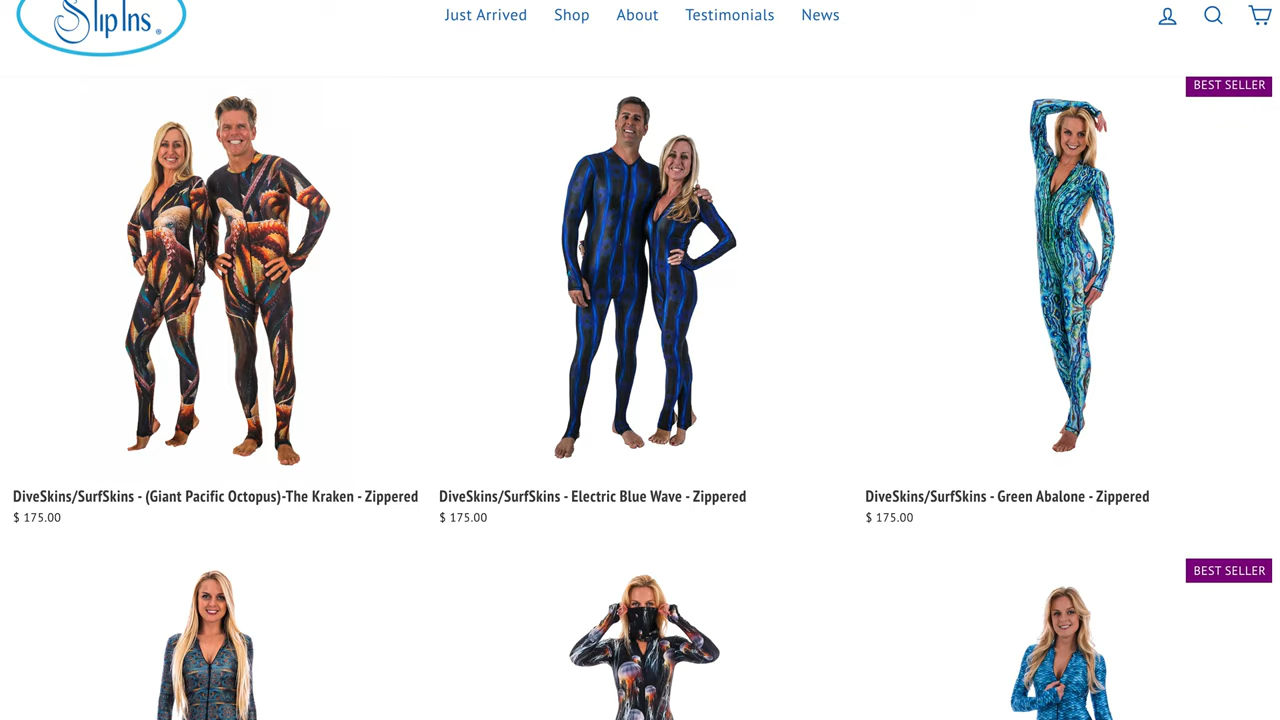 Slip Ins ®
Just Arrived Shop About Testimonials News
BEST SELLER
DiveSkins/SurfSkins - (Giant Pacific Octopus)-The Kraken - Zippered
$ 175.00
DiveSkins/SurfSkins - Electric Blue Wave - Zippered
$ 175.00
DiveSkins/SurfSkins - Green Abalone - Zippered
$ 175.00
BEST SELLER